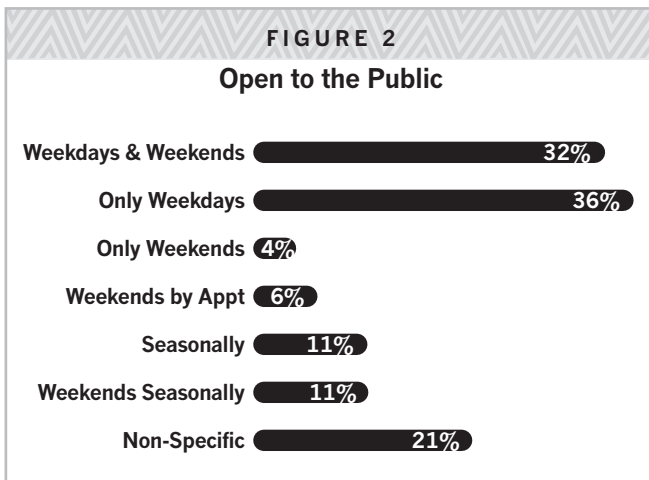 FIGURE 2
Open to the Public
Weekdays & Weekends 32%
Only Weekdays 36%
Only Weekends 4%
Weekends by Appt 6%
Seasonally 11%
Weekends Seasonally 11%
Non-Specific 21%